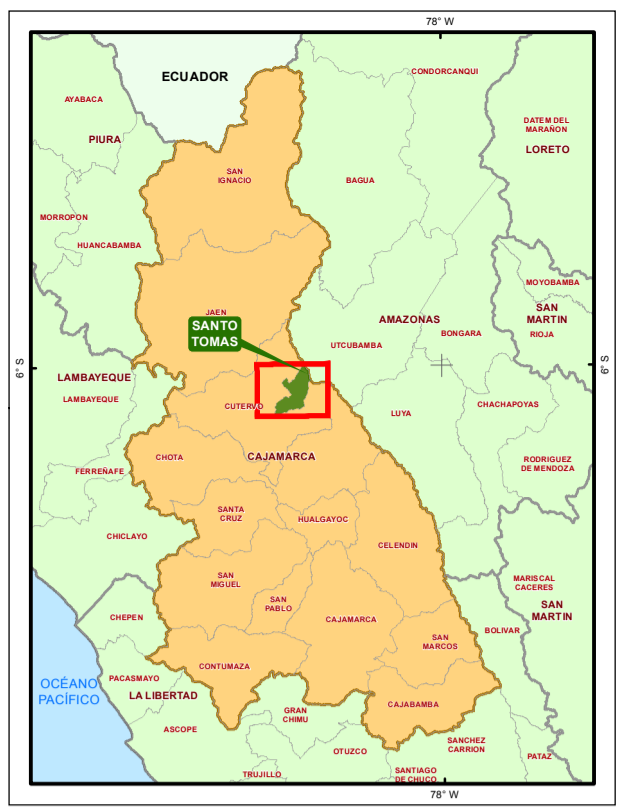 78° W
ECUADOR
CONDORCANQUI
AYABACA
DATEM DEL
MARAÑON
PIURA
LORETO
SAN
IGNACIO
BAGUA
MORROPON
HUANCABAMBA
MOYOBAMBA
SAN
MARTIN
JAEN
AMAZONAS
SANTO
TOMAS
BONGARA
RIOJA
UTCUBAMBA
6° S
6° S
LAMBAYEQUE
LAMBAYEQUE
CUTERVO
LUYA
CHACHAPOYAS
CHOTA
CAJAMARCA
FERREÑAFE
RODRIGUEZ
DE MENDOZA
SANTA
CRUZ
HUALGAYOC
CHICLAYO
CELENDIN
SAN
MIGUEL
MARISCAL
CACERES
SAN
PABLO
SAN
MARTIN
CHEPEN
CAJAMARCA
BOLIVAR
SAN
MARCOS
CONTUMAZA
OCÉANO
PACÍFICO
PACASMAYO
LA LIBERTAD
CAJABAMBA
GRAN
CHIMU
ASCOPE
SANCHEZ
CARRION
OTUZCO
PATAZ
TRUJILLO
SANTIAGO
DE CHUCO
78° W